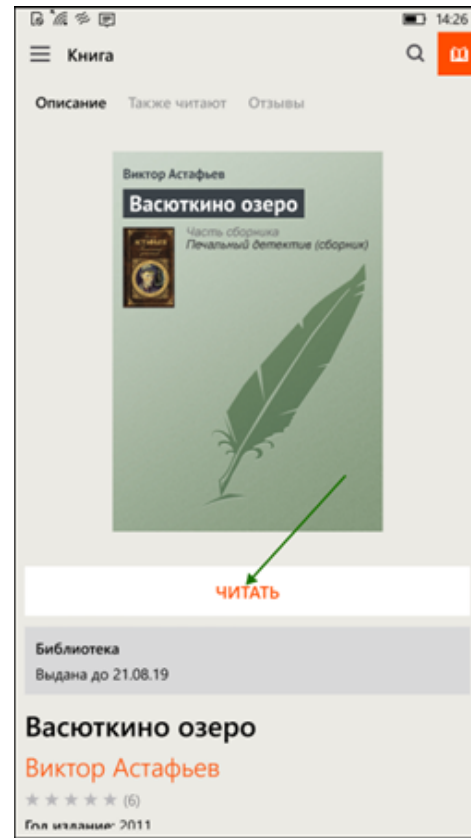 14:26
Книга
Описание Также читают Отзывы
Виктор Астафьев
Васюткино озеро
Часть сборника
Печальный детектив (сборник)
ЧИТАТЬ
Библиотека
Выдана до 21.08.19
Васюткино озеро
Виктор Астафьев
(6)
Год издание: 2011